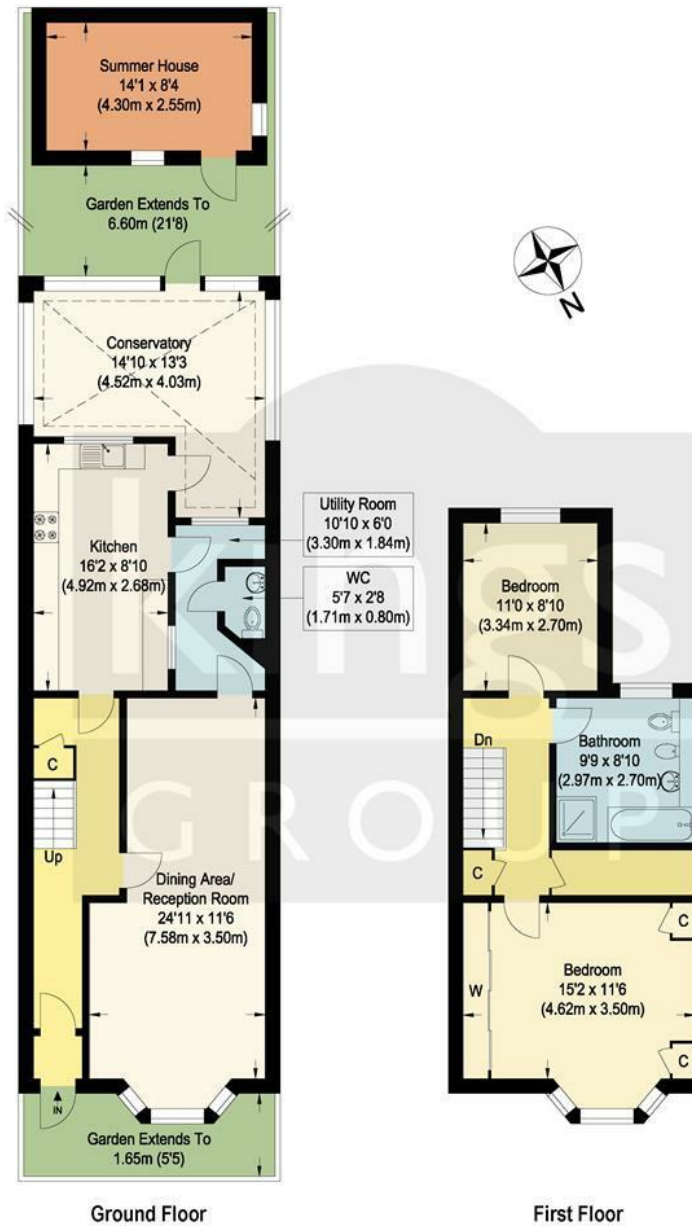 Summer House
14'1 x 8'4
(4.30m x 2.55m)
Garden Extends To
6.60m (21'8)
N
Conservatory
14'10 x 13'3
(4.52m x 4.03m)
Utility Room
10'10 x 6'0
(3.30m x 1.84m)
WC
5'7 x 2'8
(1.71m x 0.80m)
Kitchen
16'2 x 8'10
(4.92m x 2.68m)
C
Up
Dining Area/
Reception Room
24'11 x 11'6
(7.58m x 3.50m)
IN
Garden Extends To
1.65m (5'5)
Ground Floor
Bedroom
11'0 x 8'10
(3.34m x 2.70m)
Dn
Bathroom
9'9 x 8'10
(2.97m x 2.70m)
C
C
W
Bedroom
15'2 x 11'6
(4.62m x 3.50m)
C
First Floor
Kings
GROUP